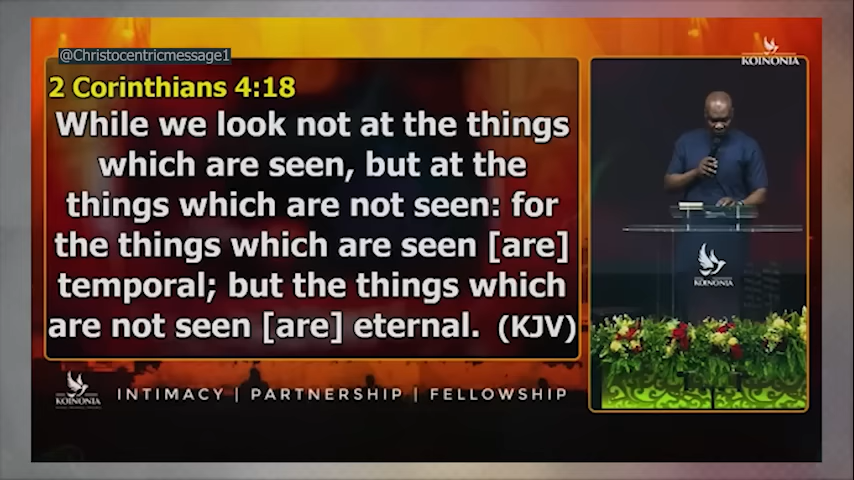 @Christocentricmessage1
KOINONIA
2 Corinthians 4:18
While we look not at the things
which are seen, but at the
things which are not seen: for
the things which are seen [are]
temporal; but the things which
are not seen [are] eternal. (KJV)
KOINONIA
KOINONIA
INTIMACY | PARTNERSHIP | FELLOWSHIP